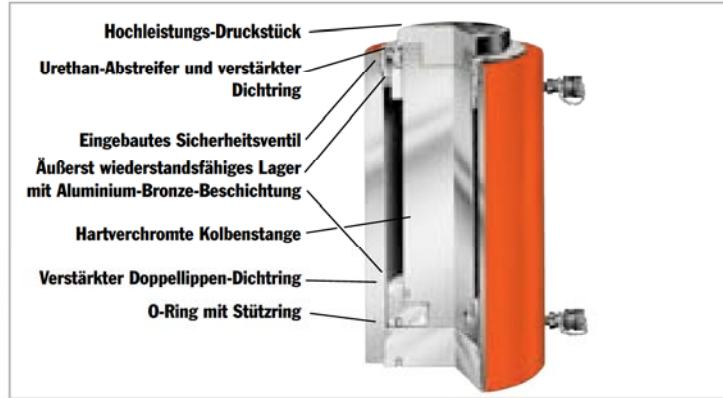 Hochleistungs-Druckstück
Urethan-Abstreifer und verstärkter
Dichtring
Eingebautes Sicherheitsventil
Äußerst wiederstandsfähiges Lager
mit Aluminium-Bronze-Beschichtung
Hartverchromte Kolbenstange
Verstärkter Doppellippen-Dichtring
O-Ring mit Stützring